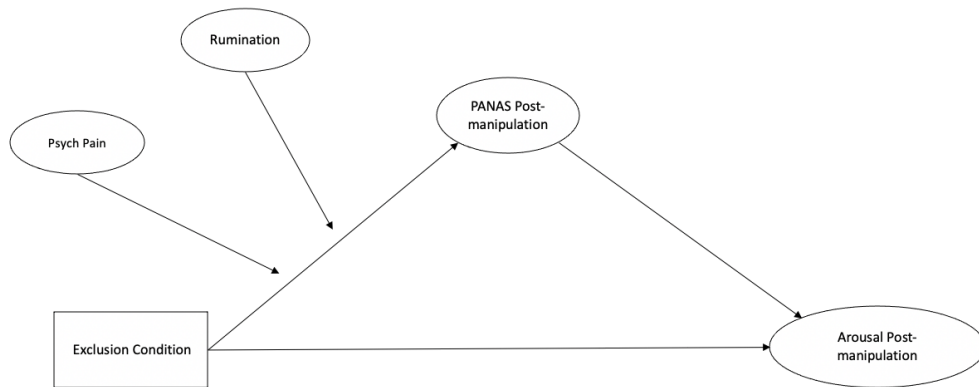 Rumination
PANAS Post-
manipulation
Psych Pain
Exclusion Condition
Arousal Post-
manipulation